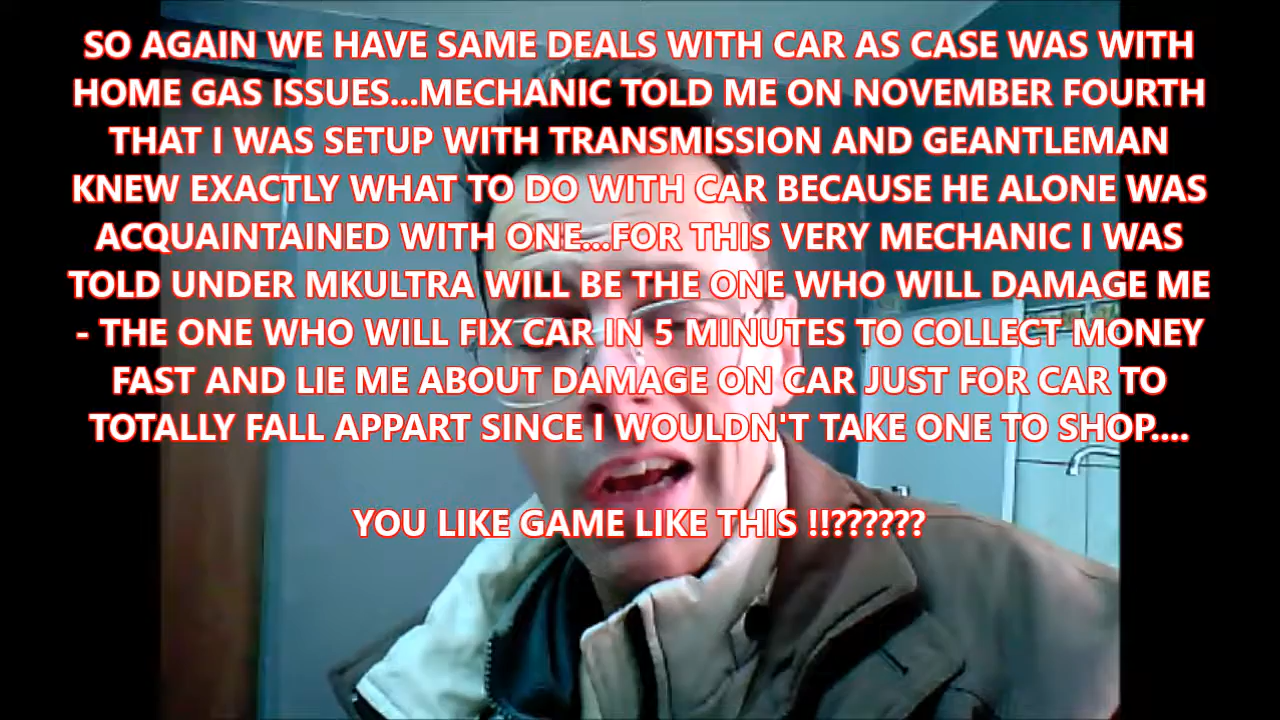 SO AGAIN WE HAVE SAME DEALS WITH CAR AS CASE WAS WITH
HOME GAS ISSUES...MECHANIC TOLD ME ON NOVEMBER FOURTH
THAT I WAS SETUP WITH TRANSMISSION AND GEANTLEMAN
KNEW EXACTLY WHAT TO DO WITH CAR BECAUSE HE ALONE WAS
ACQUAINTAINED WITH ONE...FOR THIS VERY MECHANIC I WAS
TOLD UNDER MKULTRA WILL BE THE ONE WHO WILL DAMAGE ME
- THE ONE WHO WILL FIX CAR IN 5 MINUTES TO COLLECT MONEY
FAST AND LIE ME ABOUT DAMAGE ON CAR JUST FOR CAR TO
TOTALLY FALL APPART SINCE I WOULDN'T TAKE ONE TO SHOP....
YOU LIKE GAME LIKE THIS !!??????